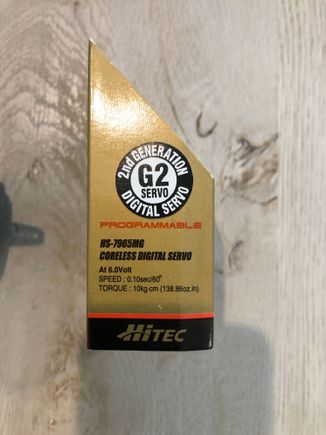 2nd GENERATION
G2
SERVO
DIGITAL SERVO
PROGRAMMABLE
HS-7965MG
CORELESS DIGITAL SERVO
At 6.0Volt
SPEED : 0.10sec/60°
TORQUE : 10kg·cm (138.86oz.in)
HiTEC